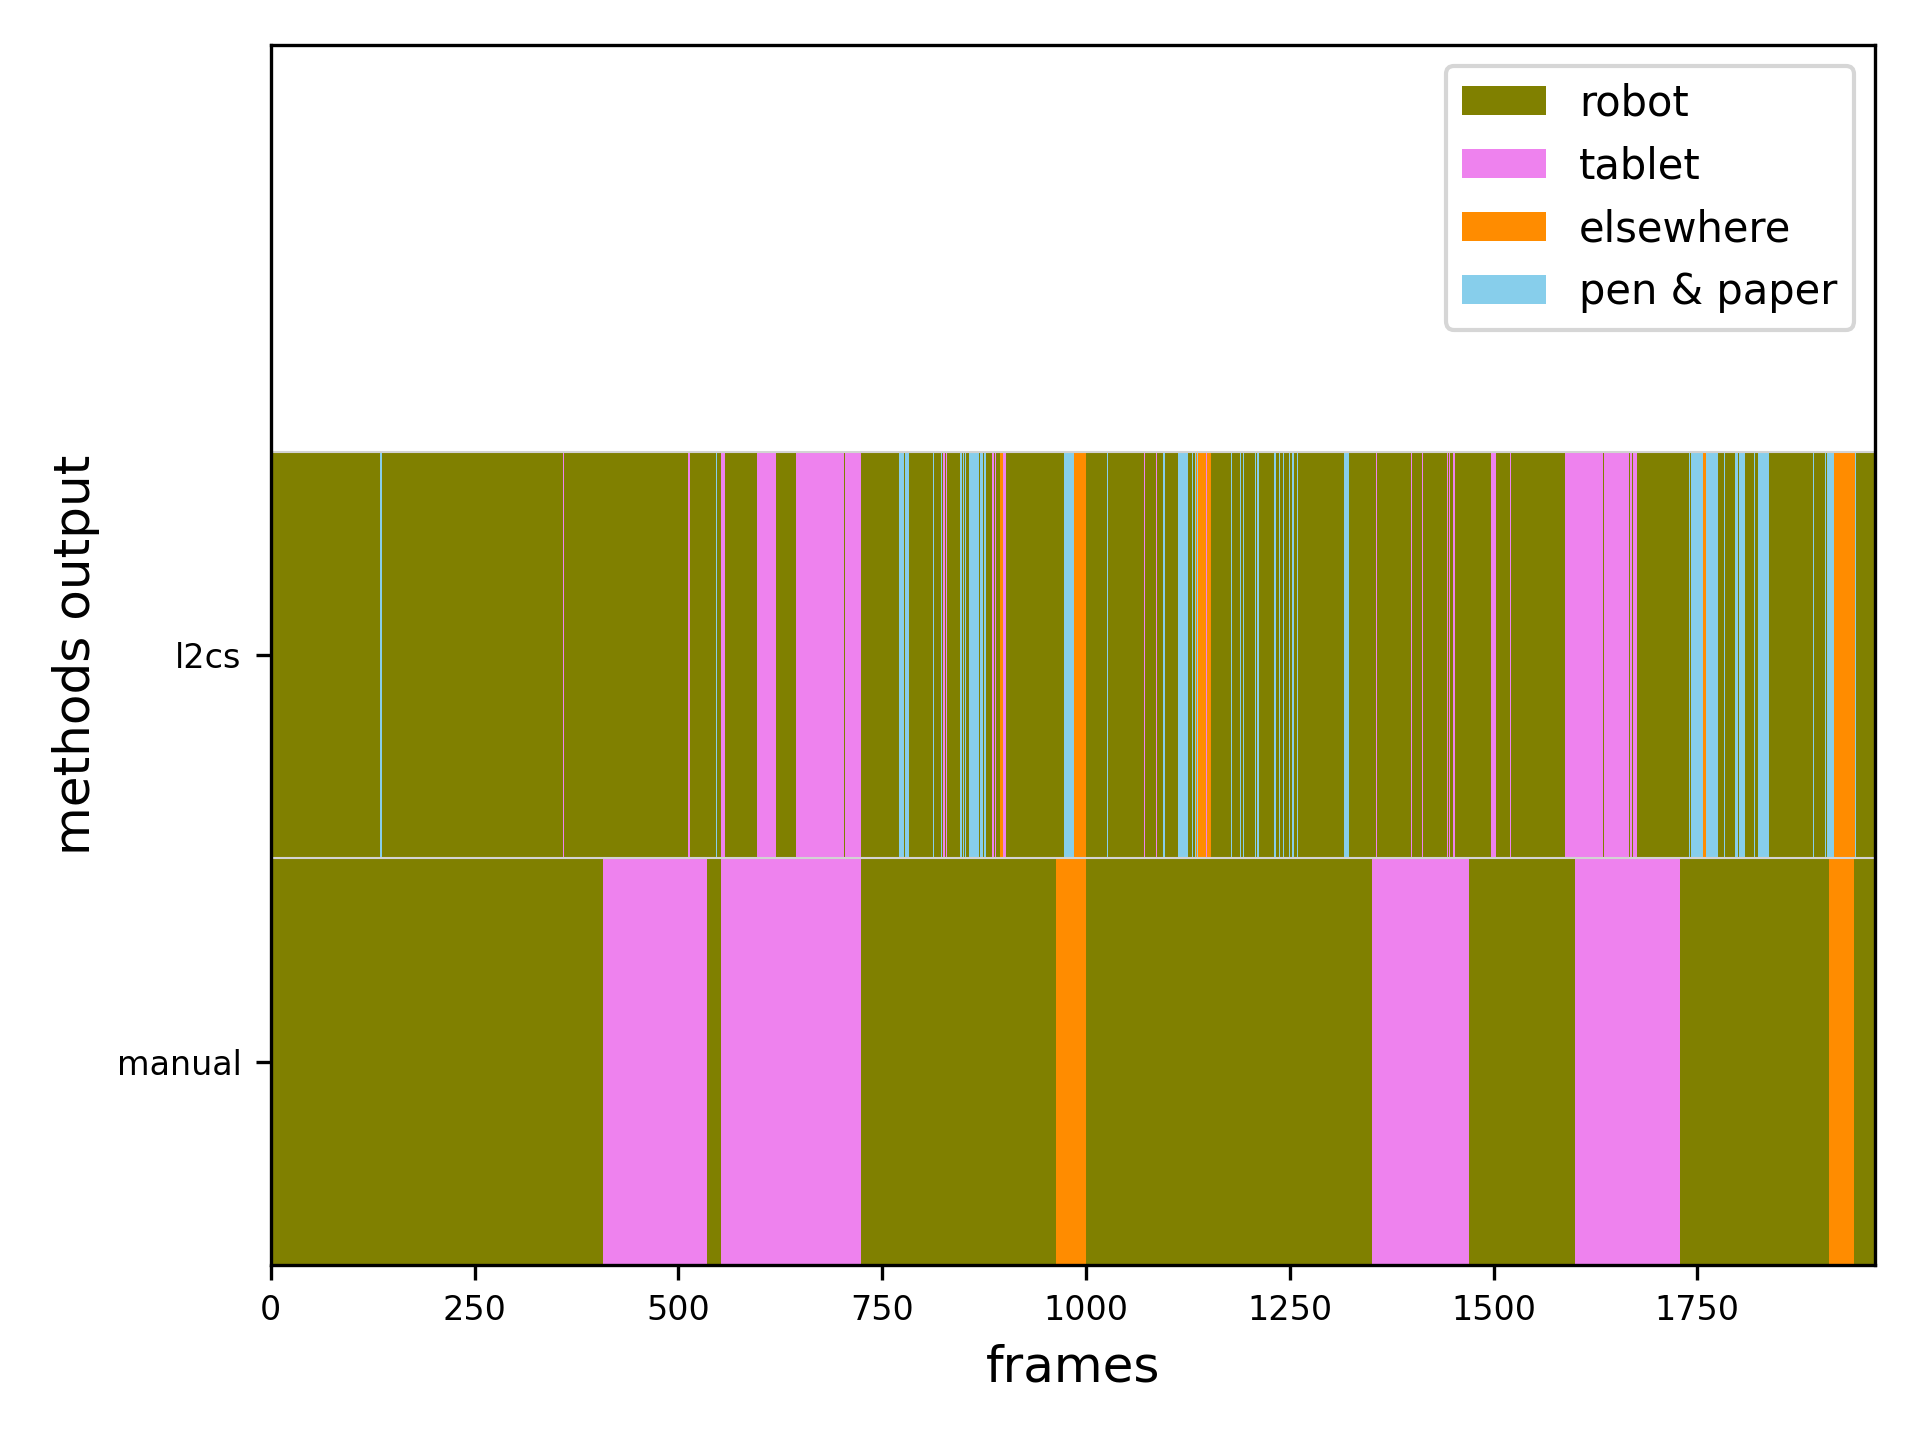 robot
tablet
elsewhere
pen & paper
methods output
l2cs
manual
0 250 500 750 1000 1250 1500 1750
frames